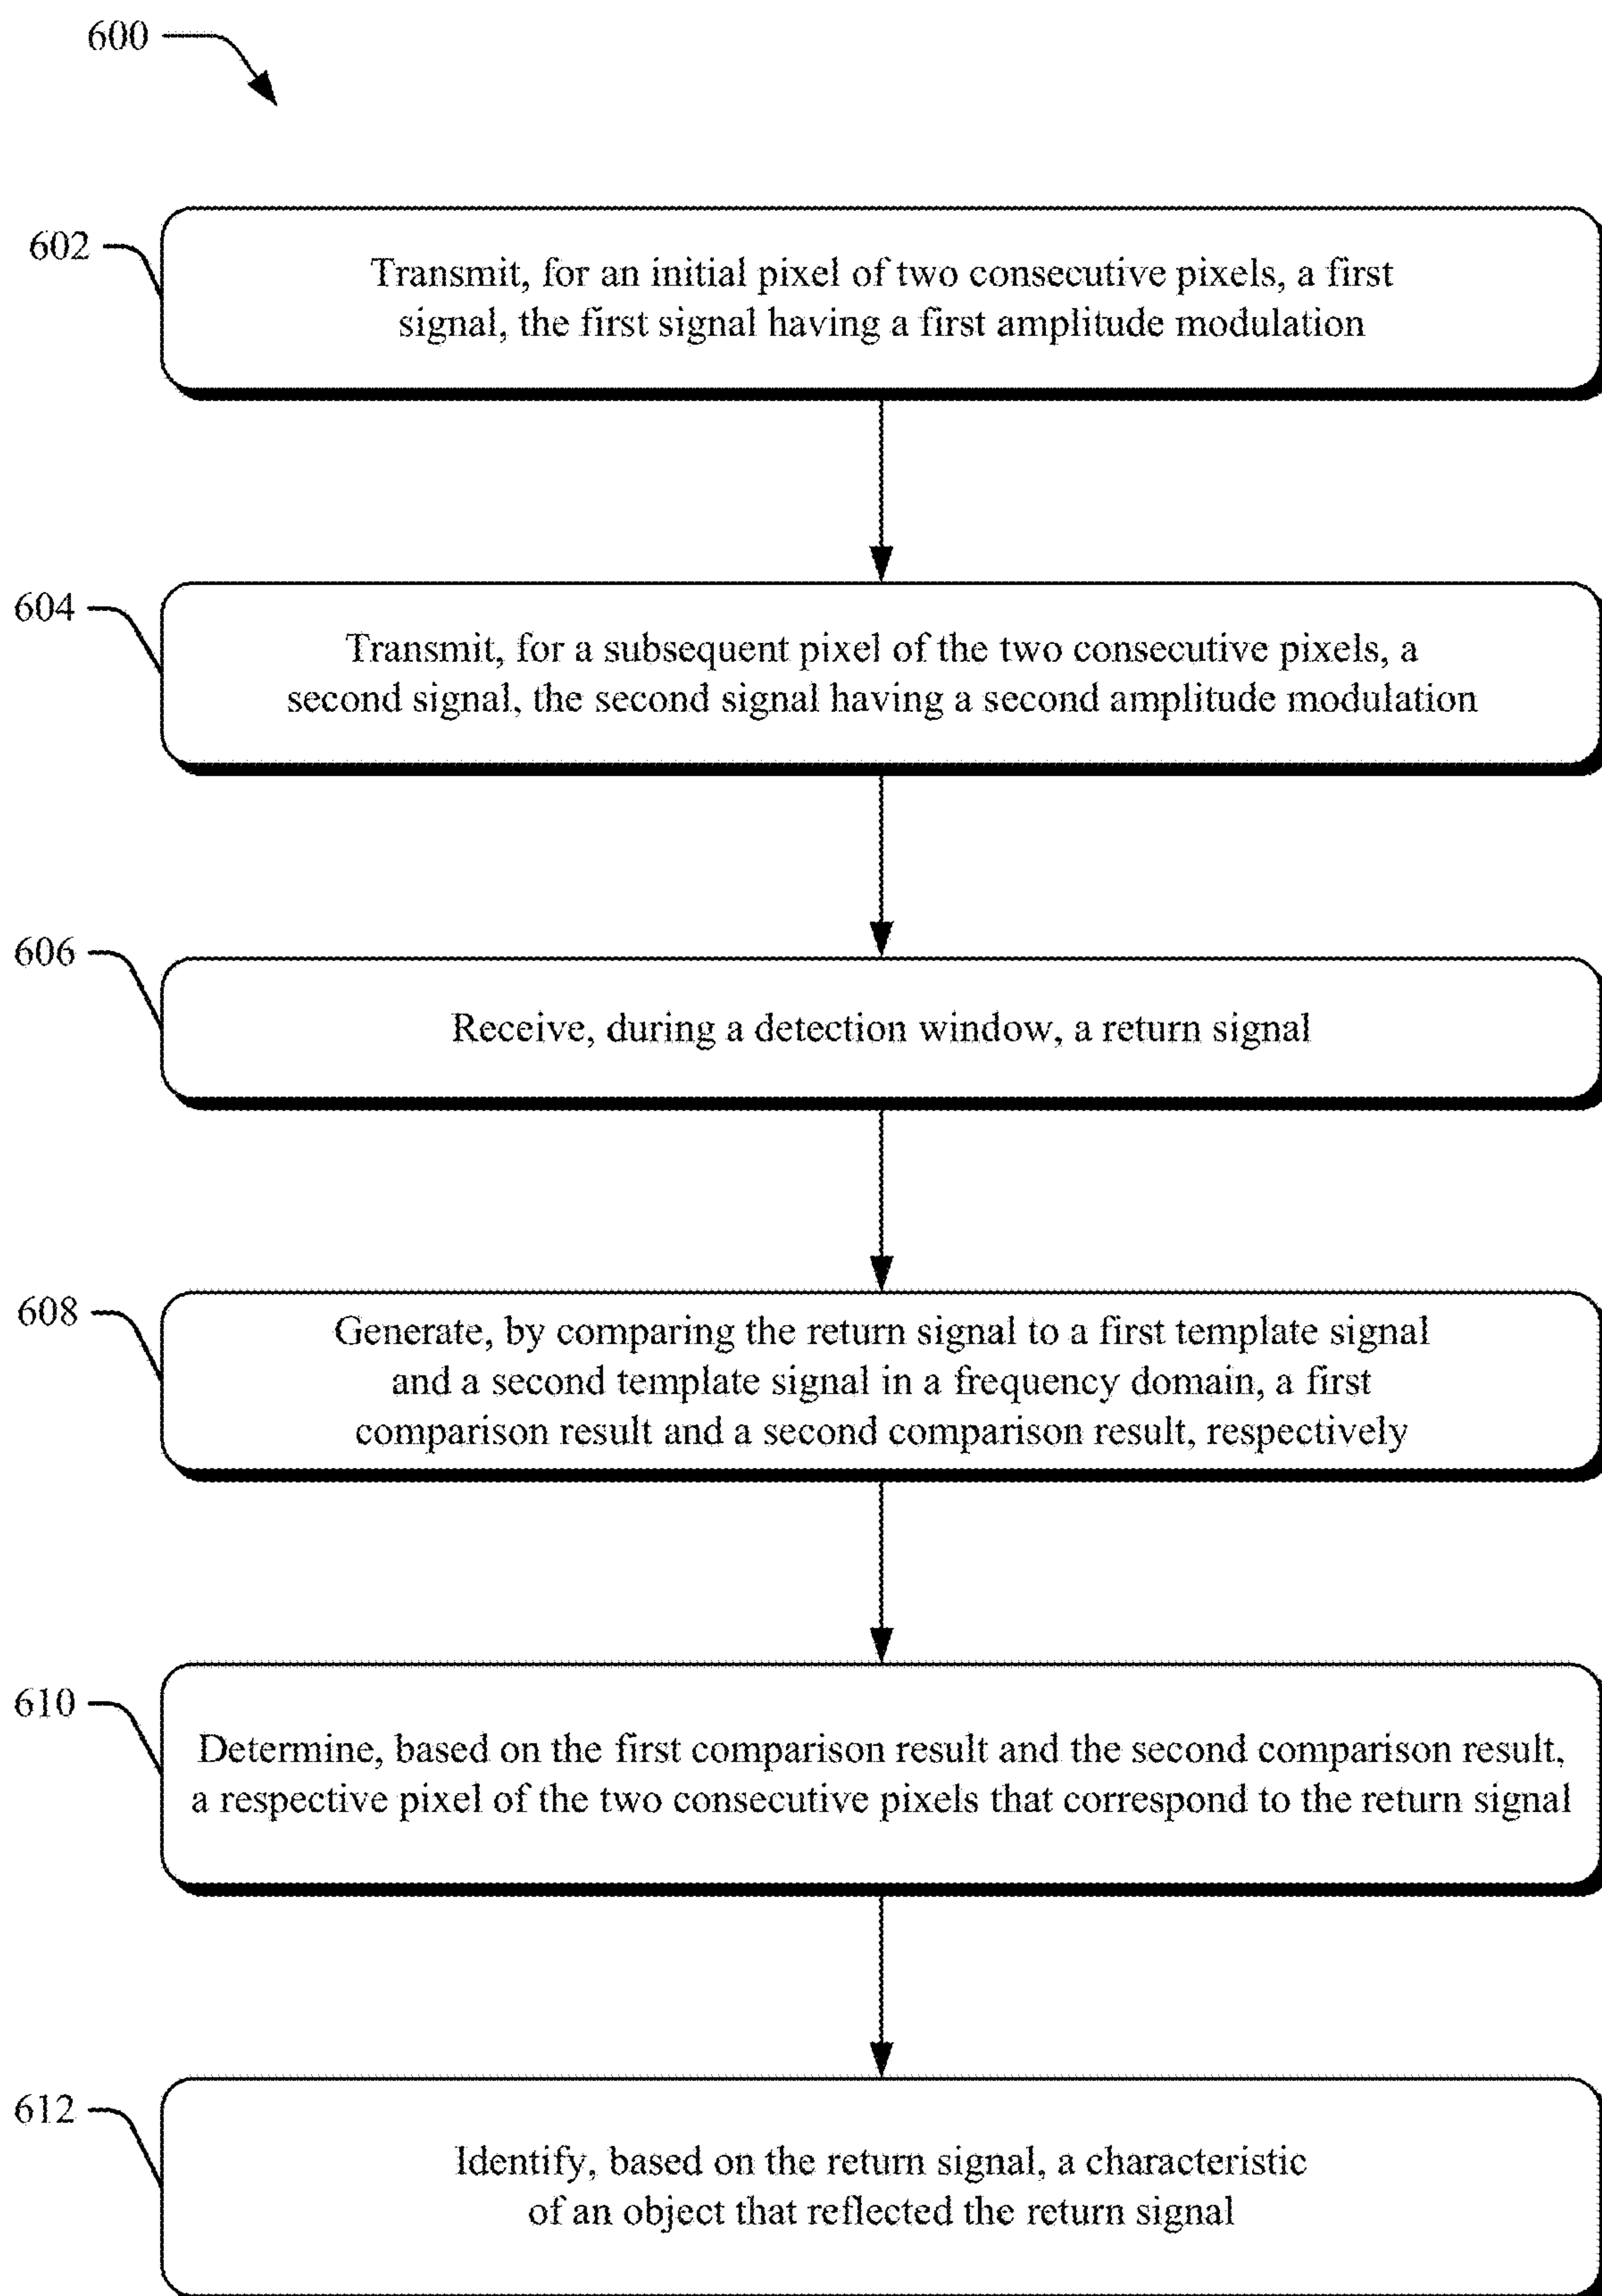 600
602
Transmit, for an initial pixel of two consecutive pixels, a first
signal, the first signal having a first amplitude modulation
604
Transmit, for a subsequent pixel of the two consecutive pixels, a
second signal, the second signal having a second amplitude modulation
606
Receive, during a detection window, a return signal
608
Generate, by comparing the return signal to a first template signal
and a second template signal in a frequency domain, a first
comparison result and a second comparison result, respectively
610
Determine, based on the first comparison result and the second comparison result,
a respective pixel of the two consecutive pixels that correspond to the return signal
612
Identify, based on the return signal, a characteristic
of an object that reflected the return signal